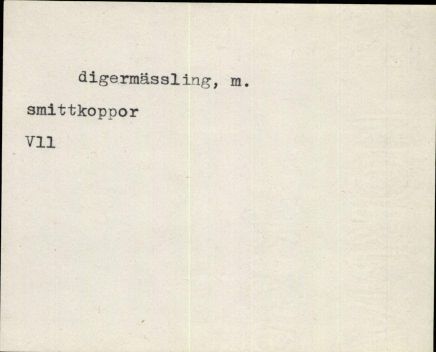 digermässling, m.
smittkoppor
Vll